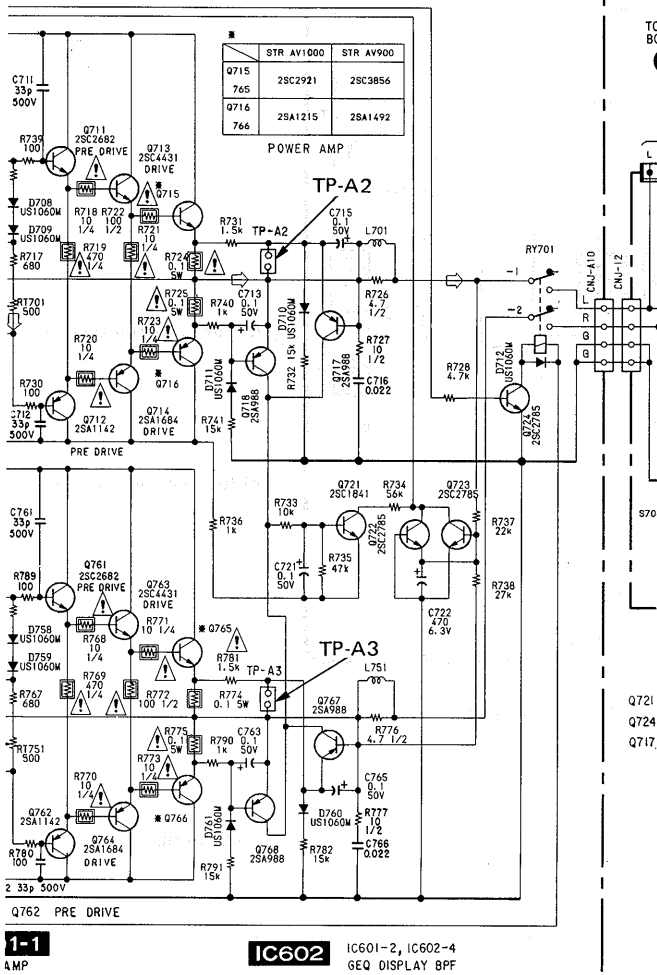 ※
STR AV1000 STR AV900
Q715
765
2SC2921 2SC3856
Q716
766
2SA1215 2SA1492
POWER AMP
TO
BO
C711
33p
500V
R739
100
Q711
2SC2682
PRE DRIVE
Q713
2SC4431
DRIVE
※
Q715
D708
US1060M
D709
US1060M
R718
10
1/4
R722
100
1/2
R721
10
1/4
R717
680
R719
470
1/4
R724
0.1
5W
RT701
500
R725
0.1
5W
R720
10
1/4
R723
10
1/4
※
Q716
R730
100
C712
33p
500V
Q712
2SA1142
Q714
2SA1684
DRIVE
PRE DRIVE
TP-A2
R731
1.5k
TP-A2
C715
0.1
50V
L701
R740
1k
C713
0.1
50V
D710
US1060M
R726
4.7
1/2
R727
10
1/2
D711
US1060M
R732 15k
Q717
2SA988
C716
0.022
R741
15k
Q718
2SA988
RY701
-1
-2
CNJ-A10
CNJ-12
L
L
R
G
G
D712
US1060M
R728
4.7k
Q724
2SC2785
C761
33p
500V
R736
1k
R733
10k
Q721
2SC1841
R734
56k
Q723
2SC2785
Q722
2SC2785
R737
22k
C721
0.1
50V
R735
47k
R738
27k
C722
470
6.3V
S70
R789
100
Q761
2SC2682
PRE DRIVE
Q763
2SC4431
DRIVE
D758
US1060M
D759
US1060M
R768
10
1/4
R771
10 1/4
※ Q765
R781
1.5k
TP-A3
TP-A3
L751
R767
680
R769
470
1/4
R772
100 1/2
R774
0.1 5W
Q767
2SA988
RT751
500
R775
0.1
5W
R790
1k
C763
0.1
50V
R776
4.7 1/2
R770
10
1/4
R773
10
1/4
C765
0.1
50V
Q762
2SA1142
※ Q766
D761
US1060M
D760
US1060M
R777
10
1/2
R780
100
Q764
2SA1684
DRIVE
R791
15k
Q768
2SA988
R782
15k
C766
0.022
2 33p 500V
Q762 PRE DRIVE
Q721
Q724
Q717
1-1
AMP
IC602
IC601-2, IC602-4
GEQ DISPLAY BPF